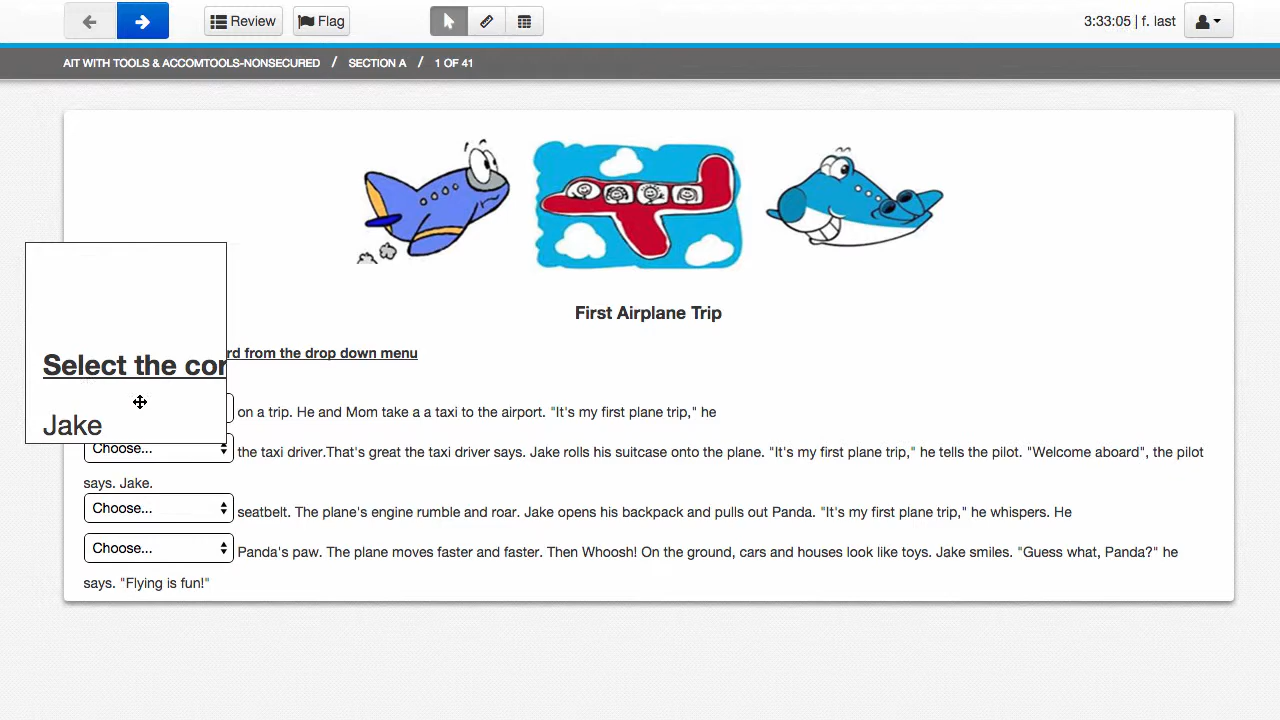 Review Flag 3:33:05 | f. last
AIT WITH TOOLS & ACCOMTOOLS-NONSECURED / SECTION A / 1 OF 41
First Airplane Trip
Select the cor
rd from the drop down menu
Jake
on a trip. He and Mom take a a taxi to the airport. "It's my first plane trip," he
Choose... the taxi driver.That's great the taxi driver says. Jake rolls his suitcase onto the plane. "It's my first plane trip," he tells the pilot. "Welcome aboard", the pilot
says. Jake.
Choose... seatbelt. The plane's engine rumble and roar. Jake opens his backpack and pulls out Panda. "It's my first plane trip," he whispers. He
Choose... Panda's paw. The plane moves faster and faster. Then Whoosh! On the ground, cars and houses look like toys. Jake smiles. "Guess what, Panda?" he
says. "Flying is fun!"